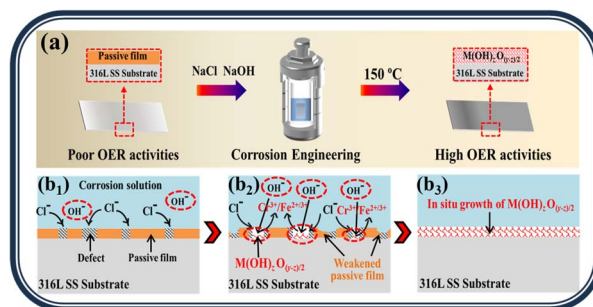 (a)
Passive film
316L SS Substrate
Poor OER activities
NaCl NaOH
Corrosion Engineering
150 ℃
M(OH)zO(y-z)/2
316L SS Substrate
High OER activities
(b1)
Corrosion solution
Cl⁻ OH⁻ Cl⁻ OH⁻
Defect Passive film
316L SS Substrate
(b2)
OH⁻ OH⁻ OH⁻
Cl⁻ Cr³⁺/Fe²⁺/³⁺ Cl⁻ Cr³⁺/Fe²⁺/³⁺
M(OH)zO(y-z)/2
Weakened
passive film
316L SS Substrate
(b3)
In situ growth of M(OH)zO(y-z)/2
316L SS Substrate